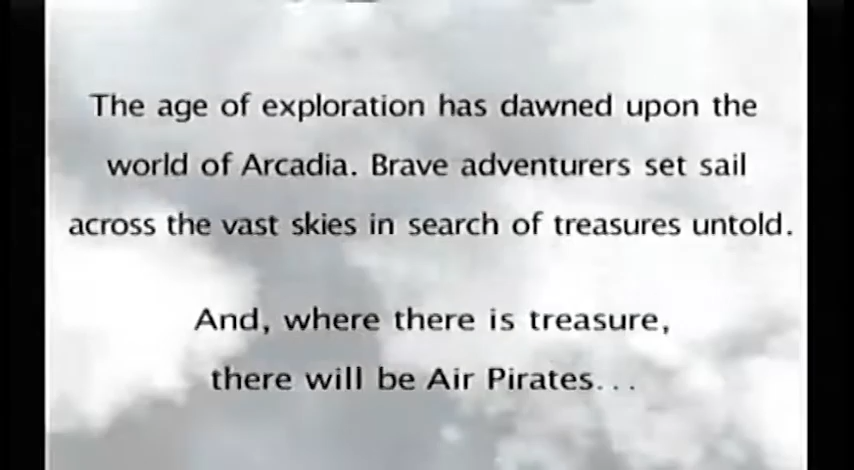 The age of exploration has dawned upon the
world of Arcadia. Brave adventurers set sail
across the vast skies in search of treasures untold.
And, where there is treasure,
there will be Air Pirates...